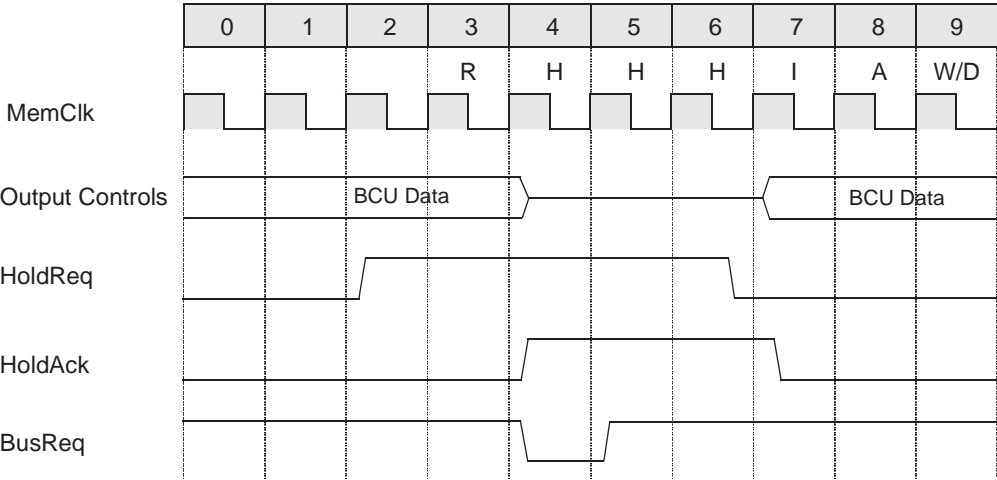 0 1 2 3 4 5 6 7 8 9
R H H H I A W/D
MemClk
Output Controls BCU Data BCU Data
HoldReq
HoldAck
BusReq